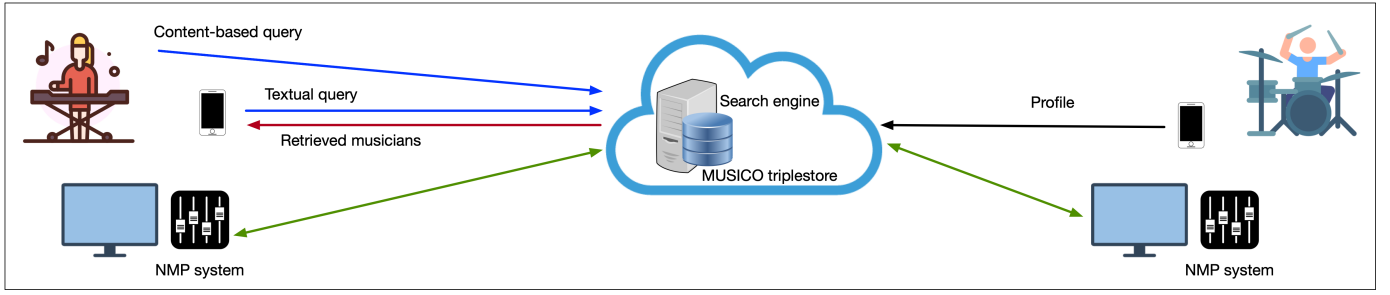 Content-based query
Textual query
Retrieved musicians
NMP system
Search engine
MUSICO triplestore
Profile
NMP system